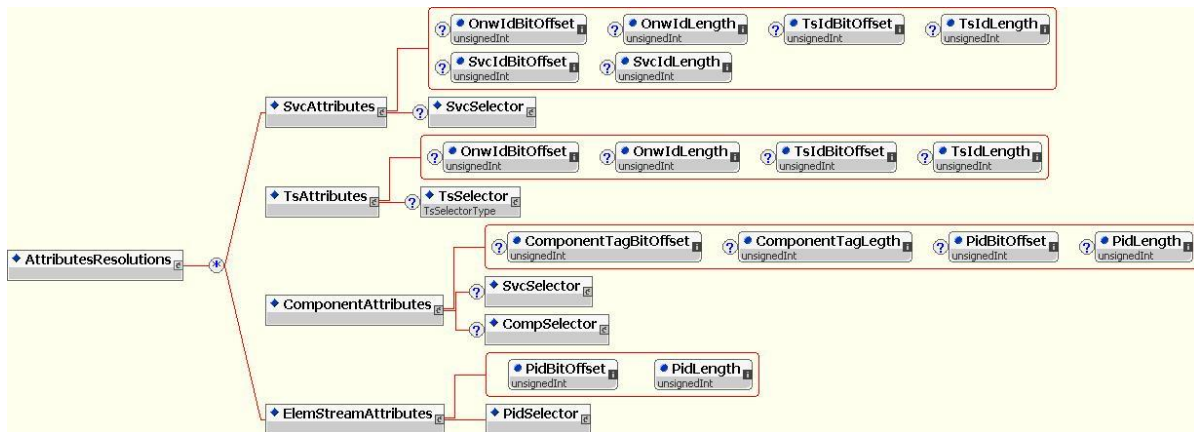 ? OnwIdBitOffset ? OnwIdLength ? TsIdBitOffset ? TsIdLength
unsignedInt unsignedInt unsignedInt unsignedInt
? SvcIdBitOffset ? SvcIdLength
unsignedInt unsignedInt
SvcAttributes ? SvcSelector
? OnwIdBitOffset ? OnwIdLength ? TsIdBitOffset ? TsIdLength
unsignedInt unsignedInt unsignedInt unsignedInt
TsAttributes ? TsSelector
TsSelectorType
? ComponentTagBitOffset ? ComponentTagLegth ? PidBitOffset ? PidLength
unsignedInt unsignedInt unsignedInt unsignedInt
AttributesResolutions *
? SvcSelector
ComponentAttributes
? CompSelector
PidBitOffset PidLength
unsignedInt unsignedInt
ElemStreamAttributes PidSelector